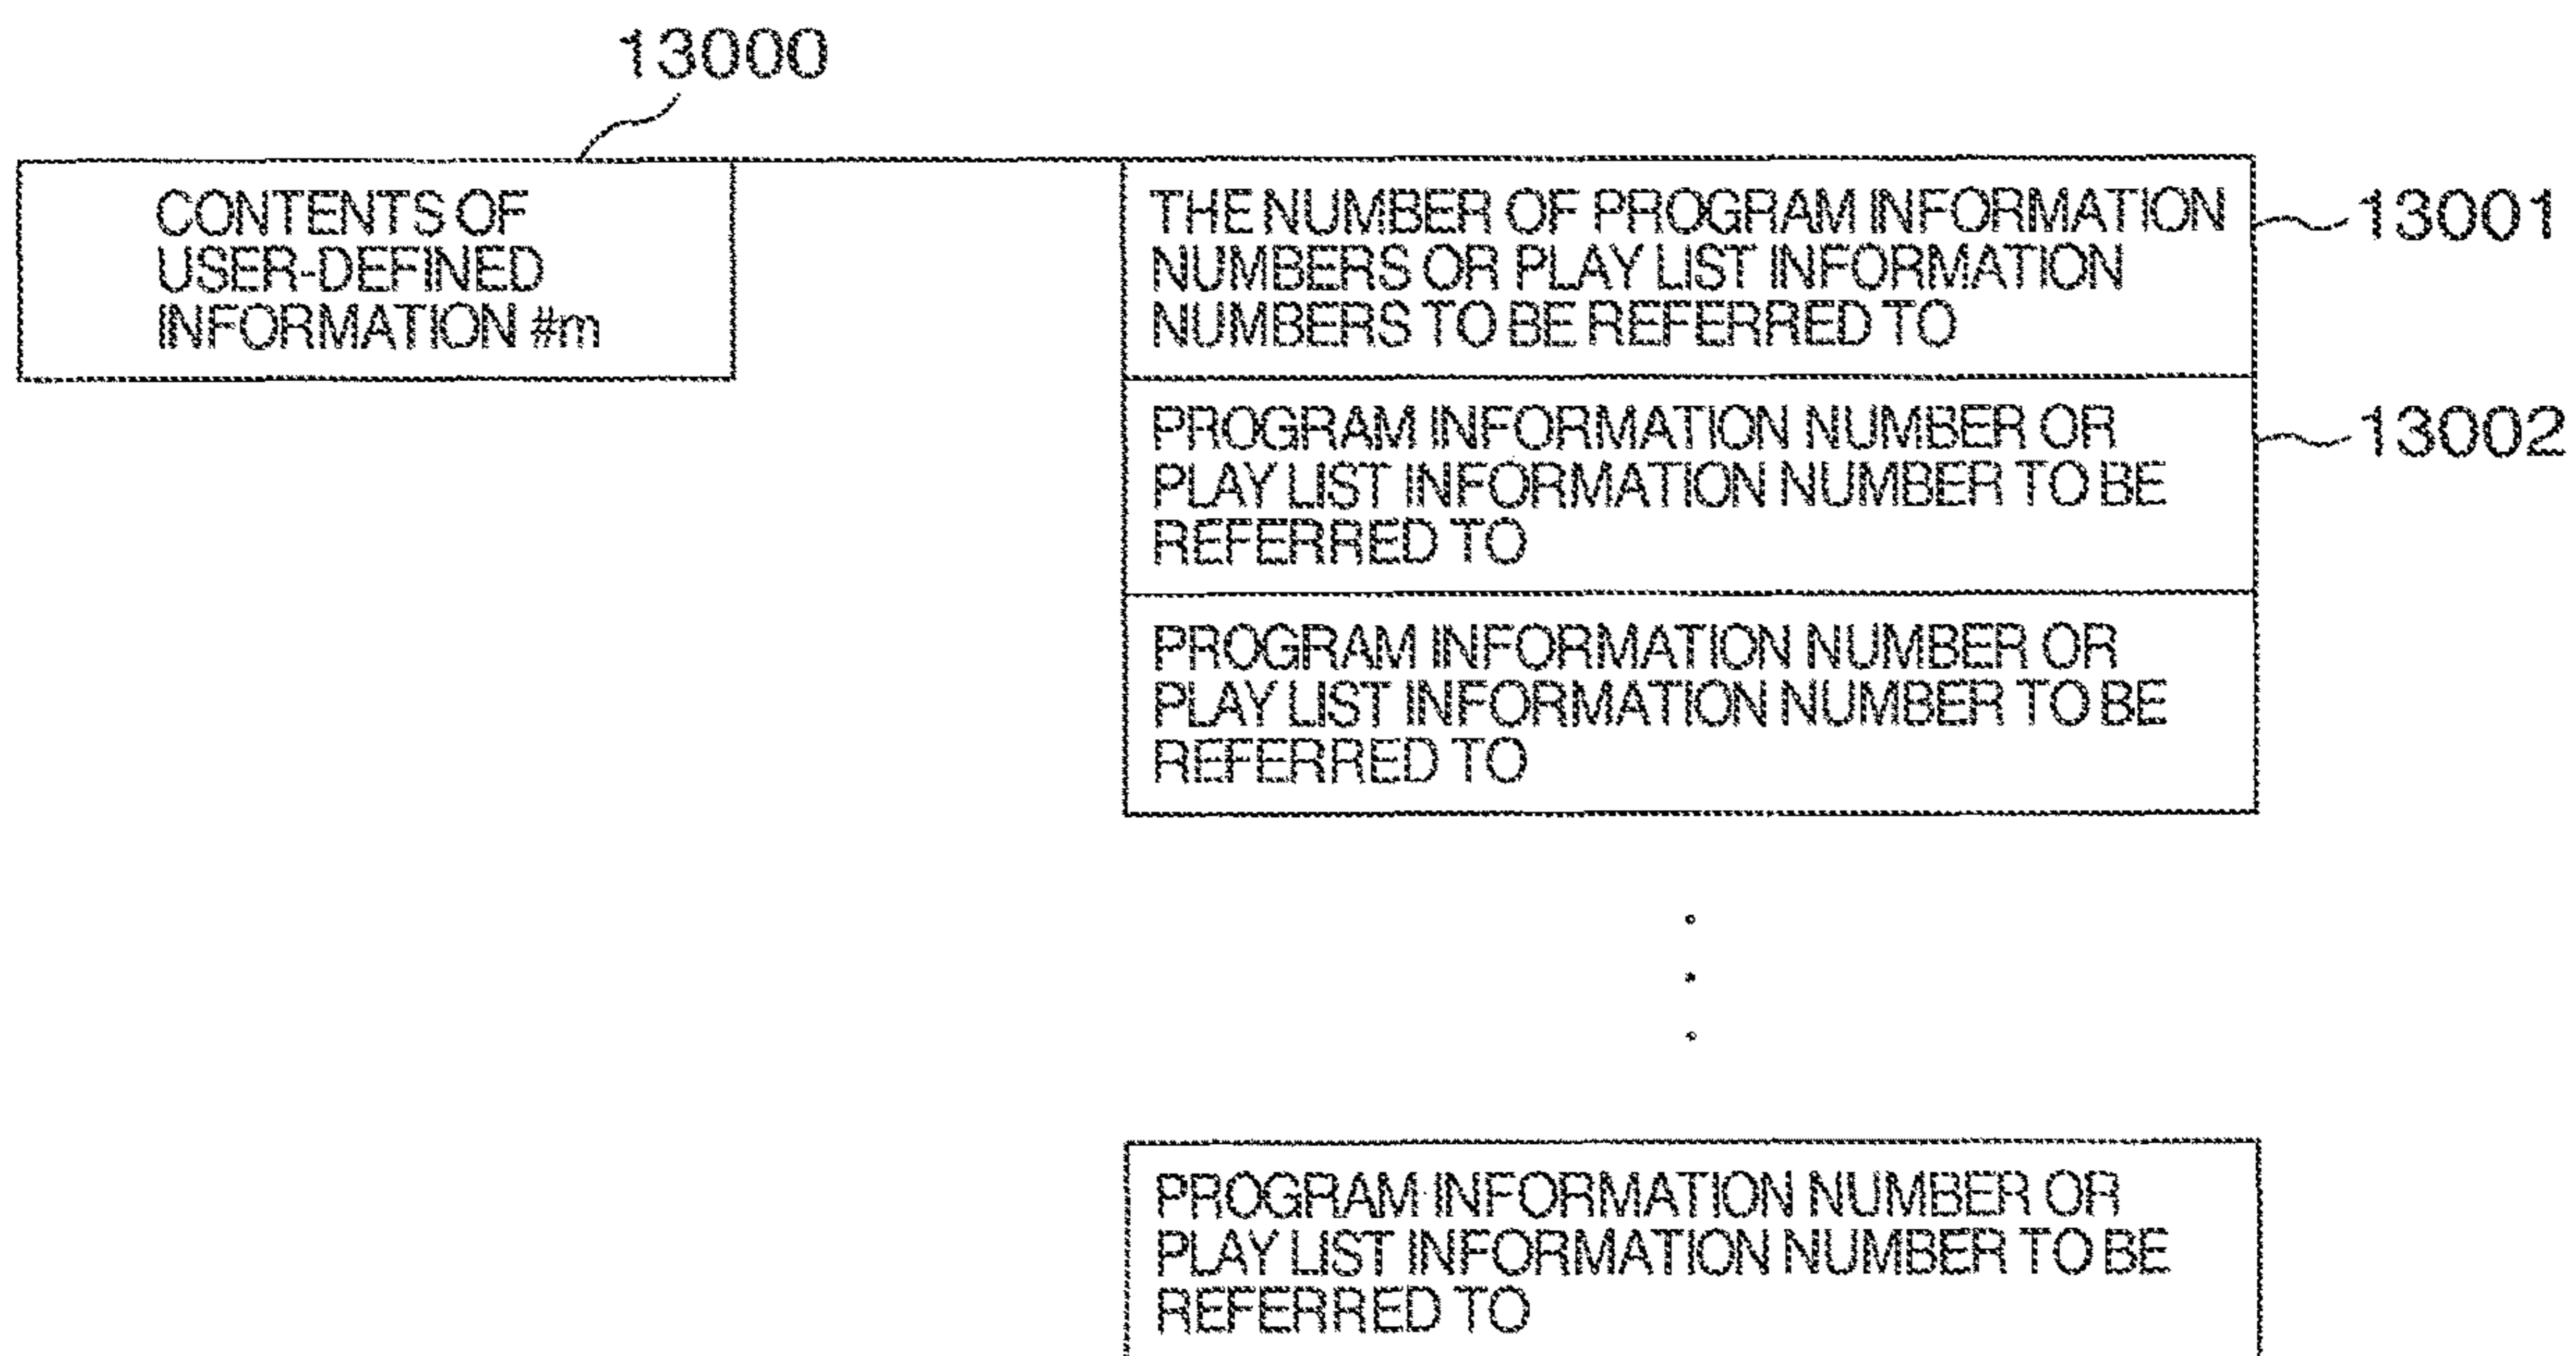 13000
CONTENTS OF
USER-DEFINED
INFORMATION #m
THE NUMBER OF PROGRAM INFORMATION
NUMBERS OR PLAY LIST INFORMATION
NUMBERS TO BE REFERRED TO
13001
PROGRAM INFORMATION NUMBER OR
PLAY LIST INFORMATION NUMBER TO BE
REFERRED TO
13002
PROGRAM INFORMATION NUMBER OR
PLAY LIST INFORMATION NUMBER TO BE
REFERRED TO
PROGRAM INFORMATION NUMBER OR
PLAY LIST INFORMATION NUMBER TO BE
REFERRED TO